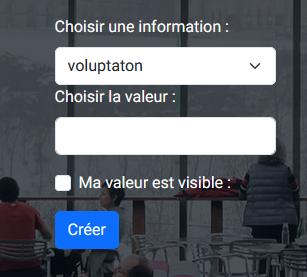 Choisir une information :
voluptaton
Choisir la valeur :
Ma valeur est visible :
Créer